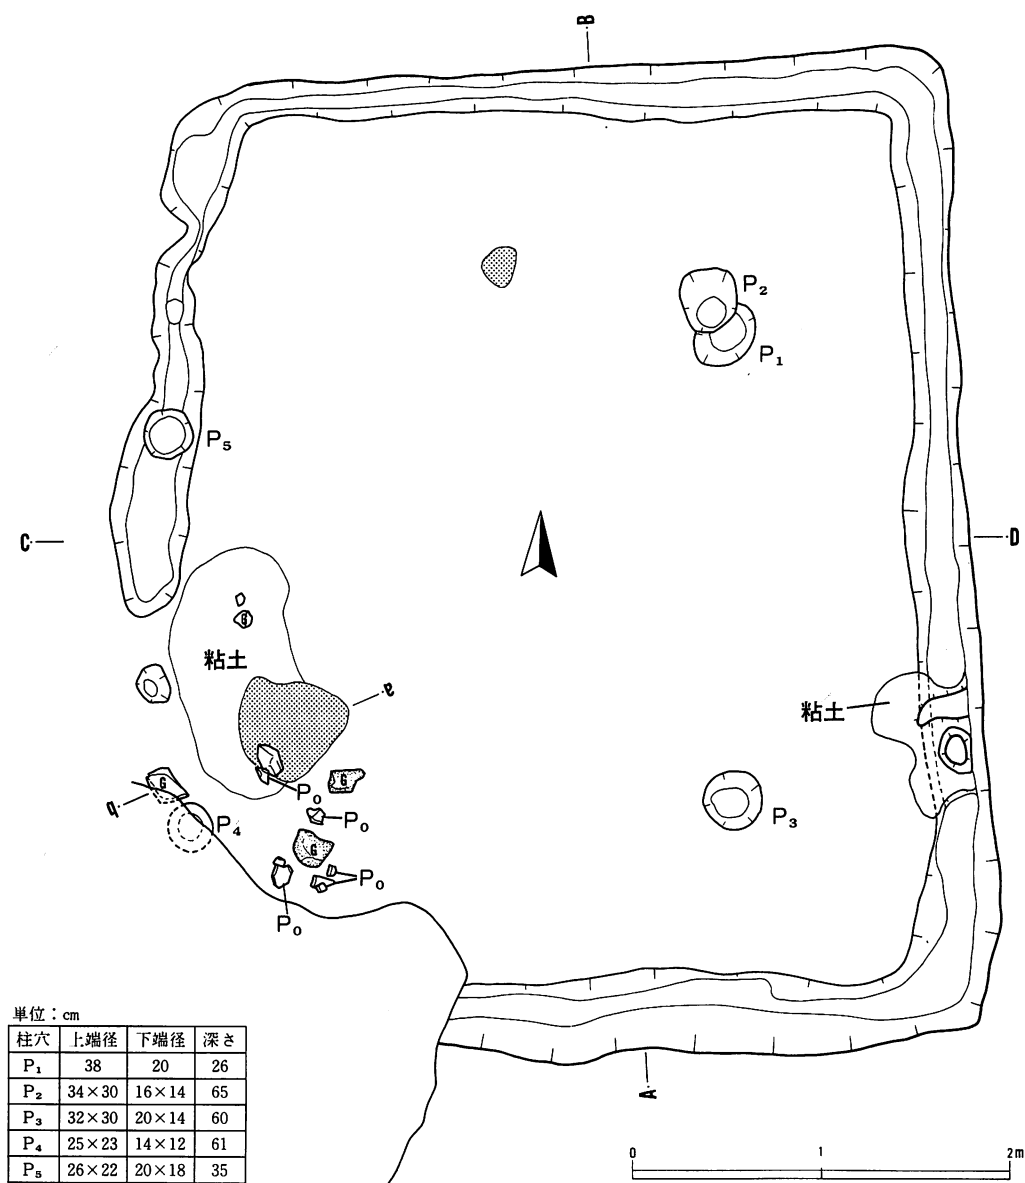 B
P₂
P₁
P₅
C
D
G
粘土
a
粘土
G
P₀
G
b
P₄
P₀
P₃
G
P₀
P₀
A
単位：cm
柱穴 上端径 下端径 深さ
P₁ 38 20 26
P₂ 34×30 16×14 65
P₃ 32×30 20×14 60
P₄ 25×23 14×12 61
P₅ 26×22 20×18 35
0 1 2m